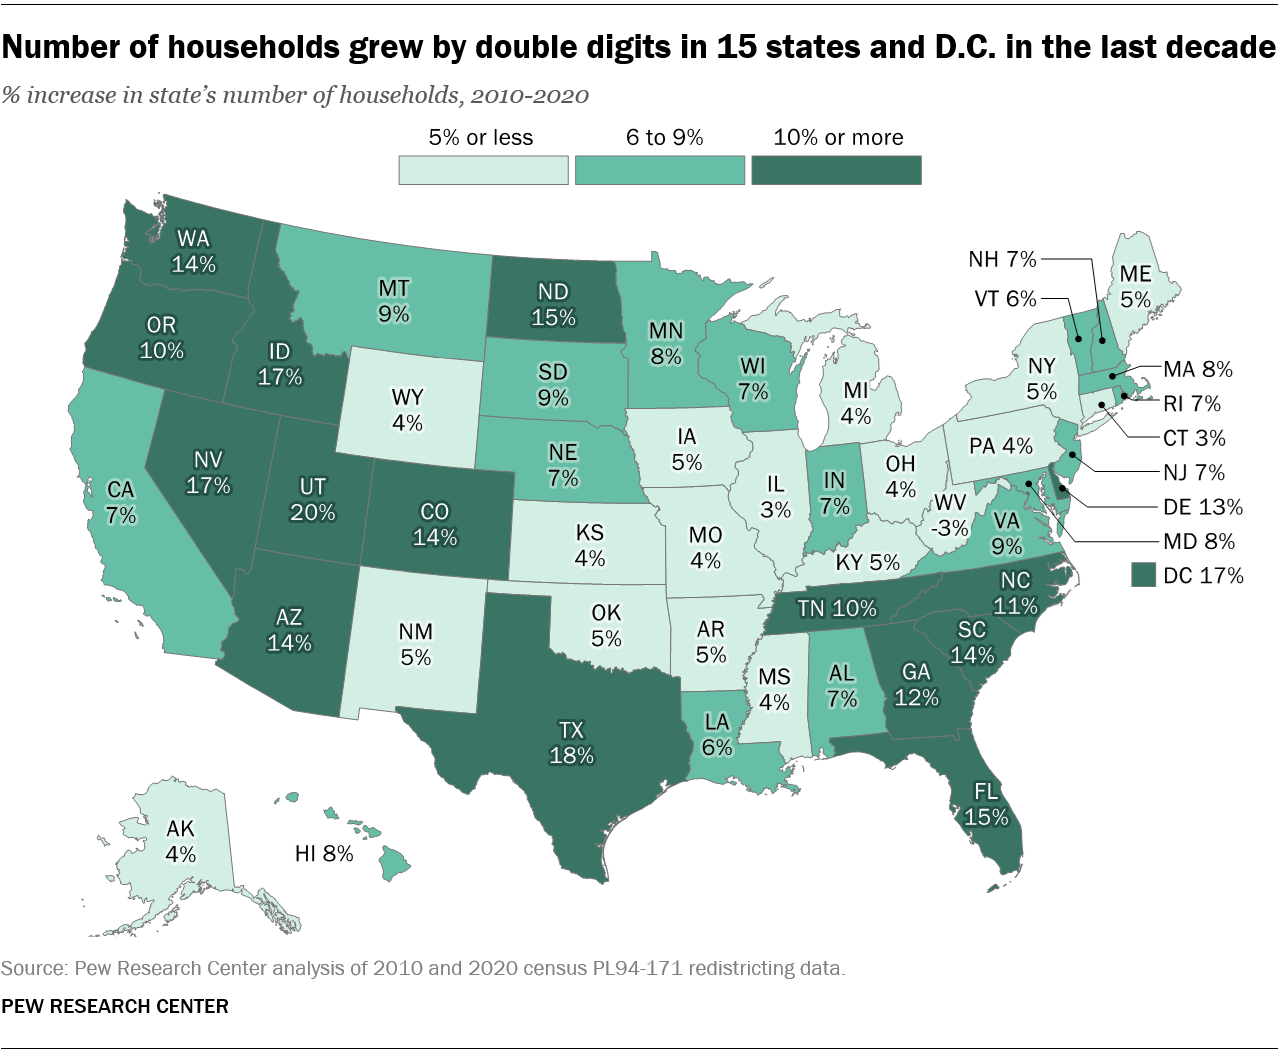 Number of households grew by double digits in 15 states and D.C. in the last decade
% increase in state’s number of households, 2010-2020
5% or less
6 to 9%
10% or more
WA
14%
OR
10%
ID
17%
MT
9%
ND
15%
MN
8%
WI
7%
MI
4%
NH 7%
VT 6%
ME
5%
NY
5%
MA 8%
RI 7%
CT 3%
NJ 7%
DE 13%
MD 8%
DC 17%
CA
7%
NV
17%
UT
20%
WY
4%
SD
9%
NE
7%
IA
5%
IL
3%
IN
7%
OH
4%
PA 4%
WV
-3%
VA
9%
CO
14%
KS
4%
MO
4%
KY 5%
NC
11%
TN 10%
SC
14%
AZ
14%
NM
5%
OK
5%
AR
5%
MS
4%
AL
7%
GA
12%
TX
18%
LA
6%
FL
15%
AK
4%
HI 8%
Source: Pew Research Center analysis of 2010 and 2020 census PL94-171 redistricting data.
PEW RESEARCH CENTER